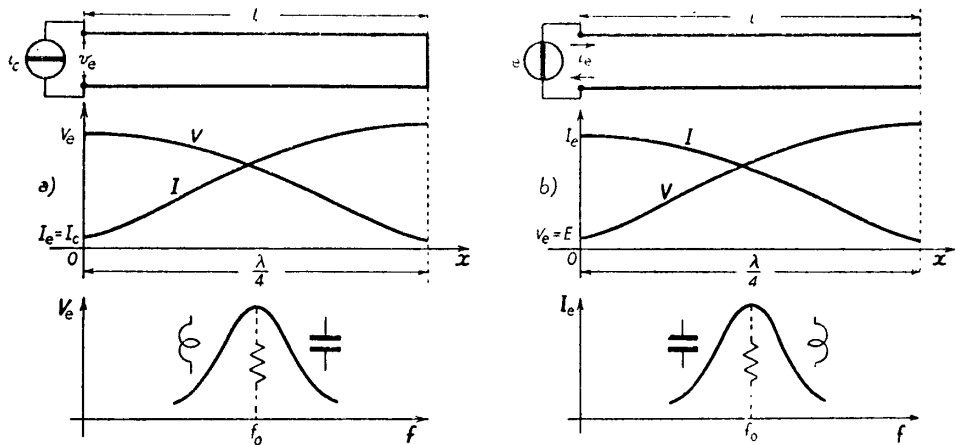 l
i_c
v_e
V_e
V
a)
I
I_e = I_c
0
λ/4
x
V_e
f_0
f
l
e
i_e
I_e
I
b)
V
V_e = E
0
λ/4
x
I_e
f_0
f